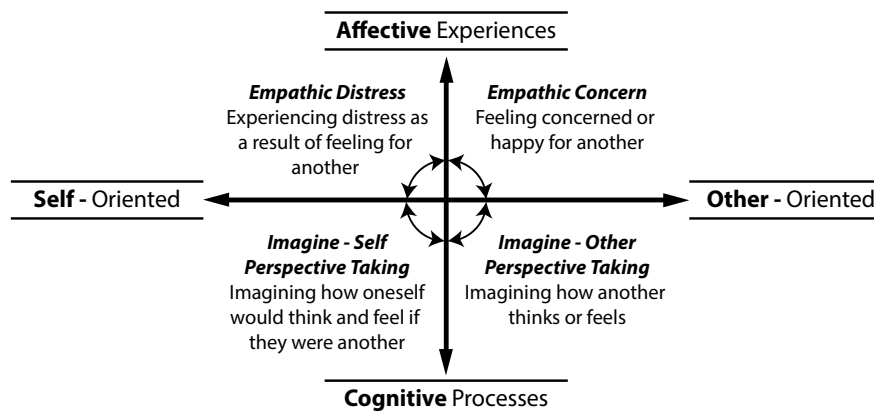 Affective Experiences
Empathic Distress
Experiencing distress as
a result of feeling for
another
Empathic Concern
Feeling concerned or
happy for another
Self - Oriented
Other - Oriented
Imagine - Self
Perspective Taking
Imagining how oneself
would think and feel if
they were another
Imagine - Other
Perspective Taking
Imagining how another
thinks or feels
Cognitive Processes